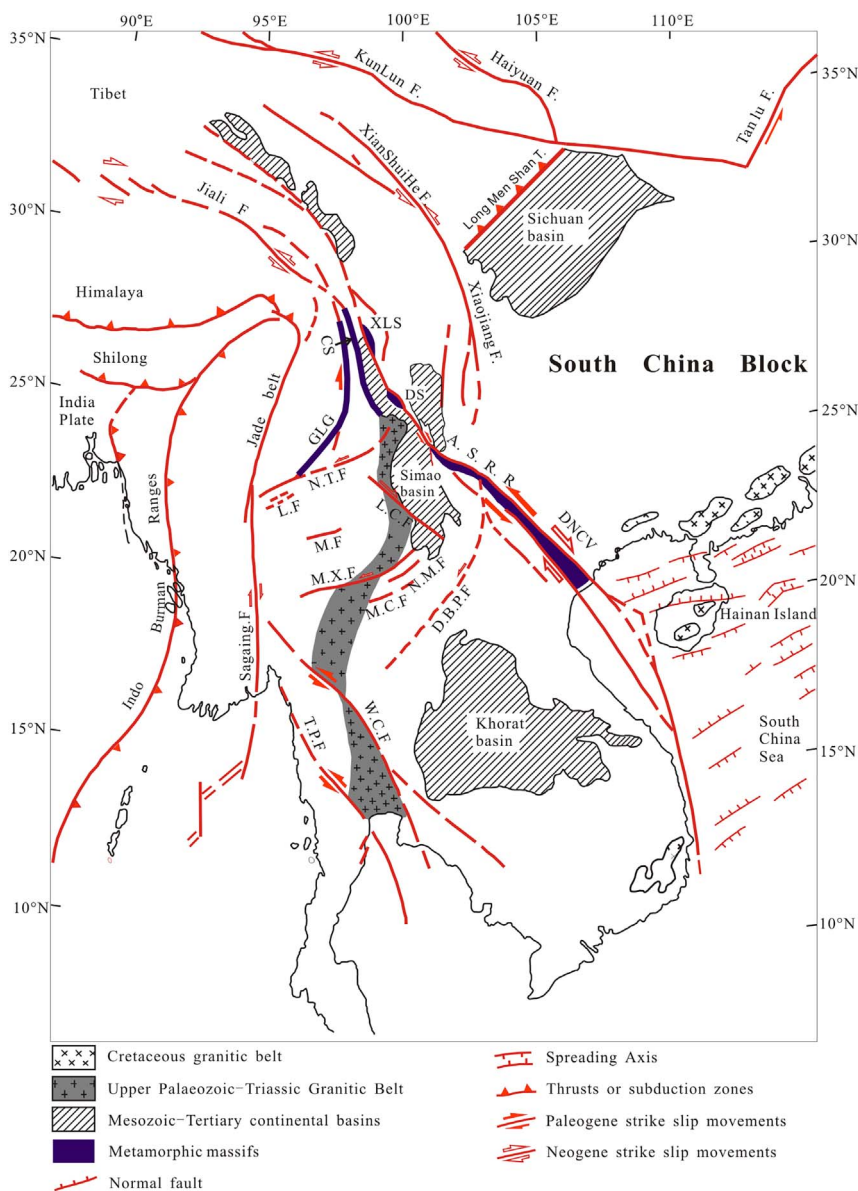 90°E 95°E 100°E 105°E 110°E
35°N
35°N
KunLun F.
Haiyuan F.
Tan lu F.
Tibet
XianShuiHe F.
Long Men Shan T.
Jiali F
Sichuan
basin
30°N
30°N
Himalaya
Xiaojiang F.
XLS
CS
Shilong
South China Block
25°N
25°N
India
Plate
DS
Jade belt
GLG
A. S. R. R.
Simao
basin
N.T.F
L.F
L.C.F
Ranges
DNCV
M.F
20°N
20°N
M.X.F
N.M.F
M.C.F
D.B.P.F
Hainan Island
Burman
Sagaing.F
Indo
W.C.F
T.P.F
15°N
15°N
Khorat
basin
South
China
Sea
10°N
10°N
Cretaceous granitic belt
Upper Palaeozoic-Triassic Granitic Belt
Mesozoic-Tertiary continental basins
Metamorphic massifs
Normal fault
Spreading Axis
Thrusts or subduction zones
Paleogene strike slip movements
Neogene strike slip movements